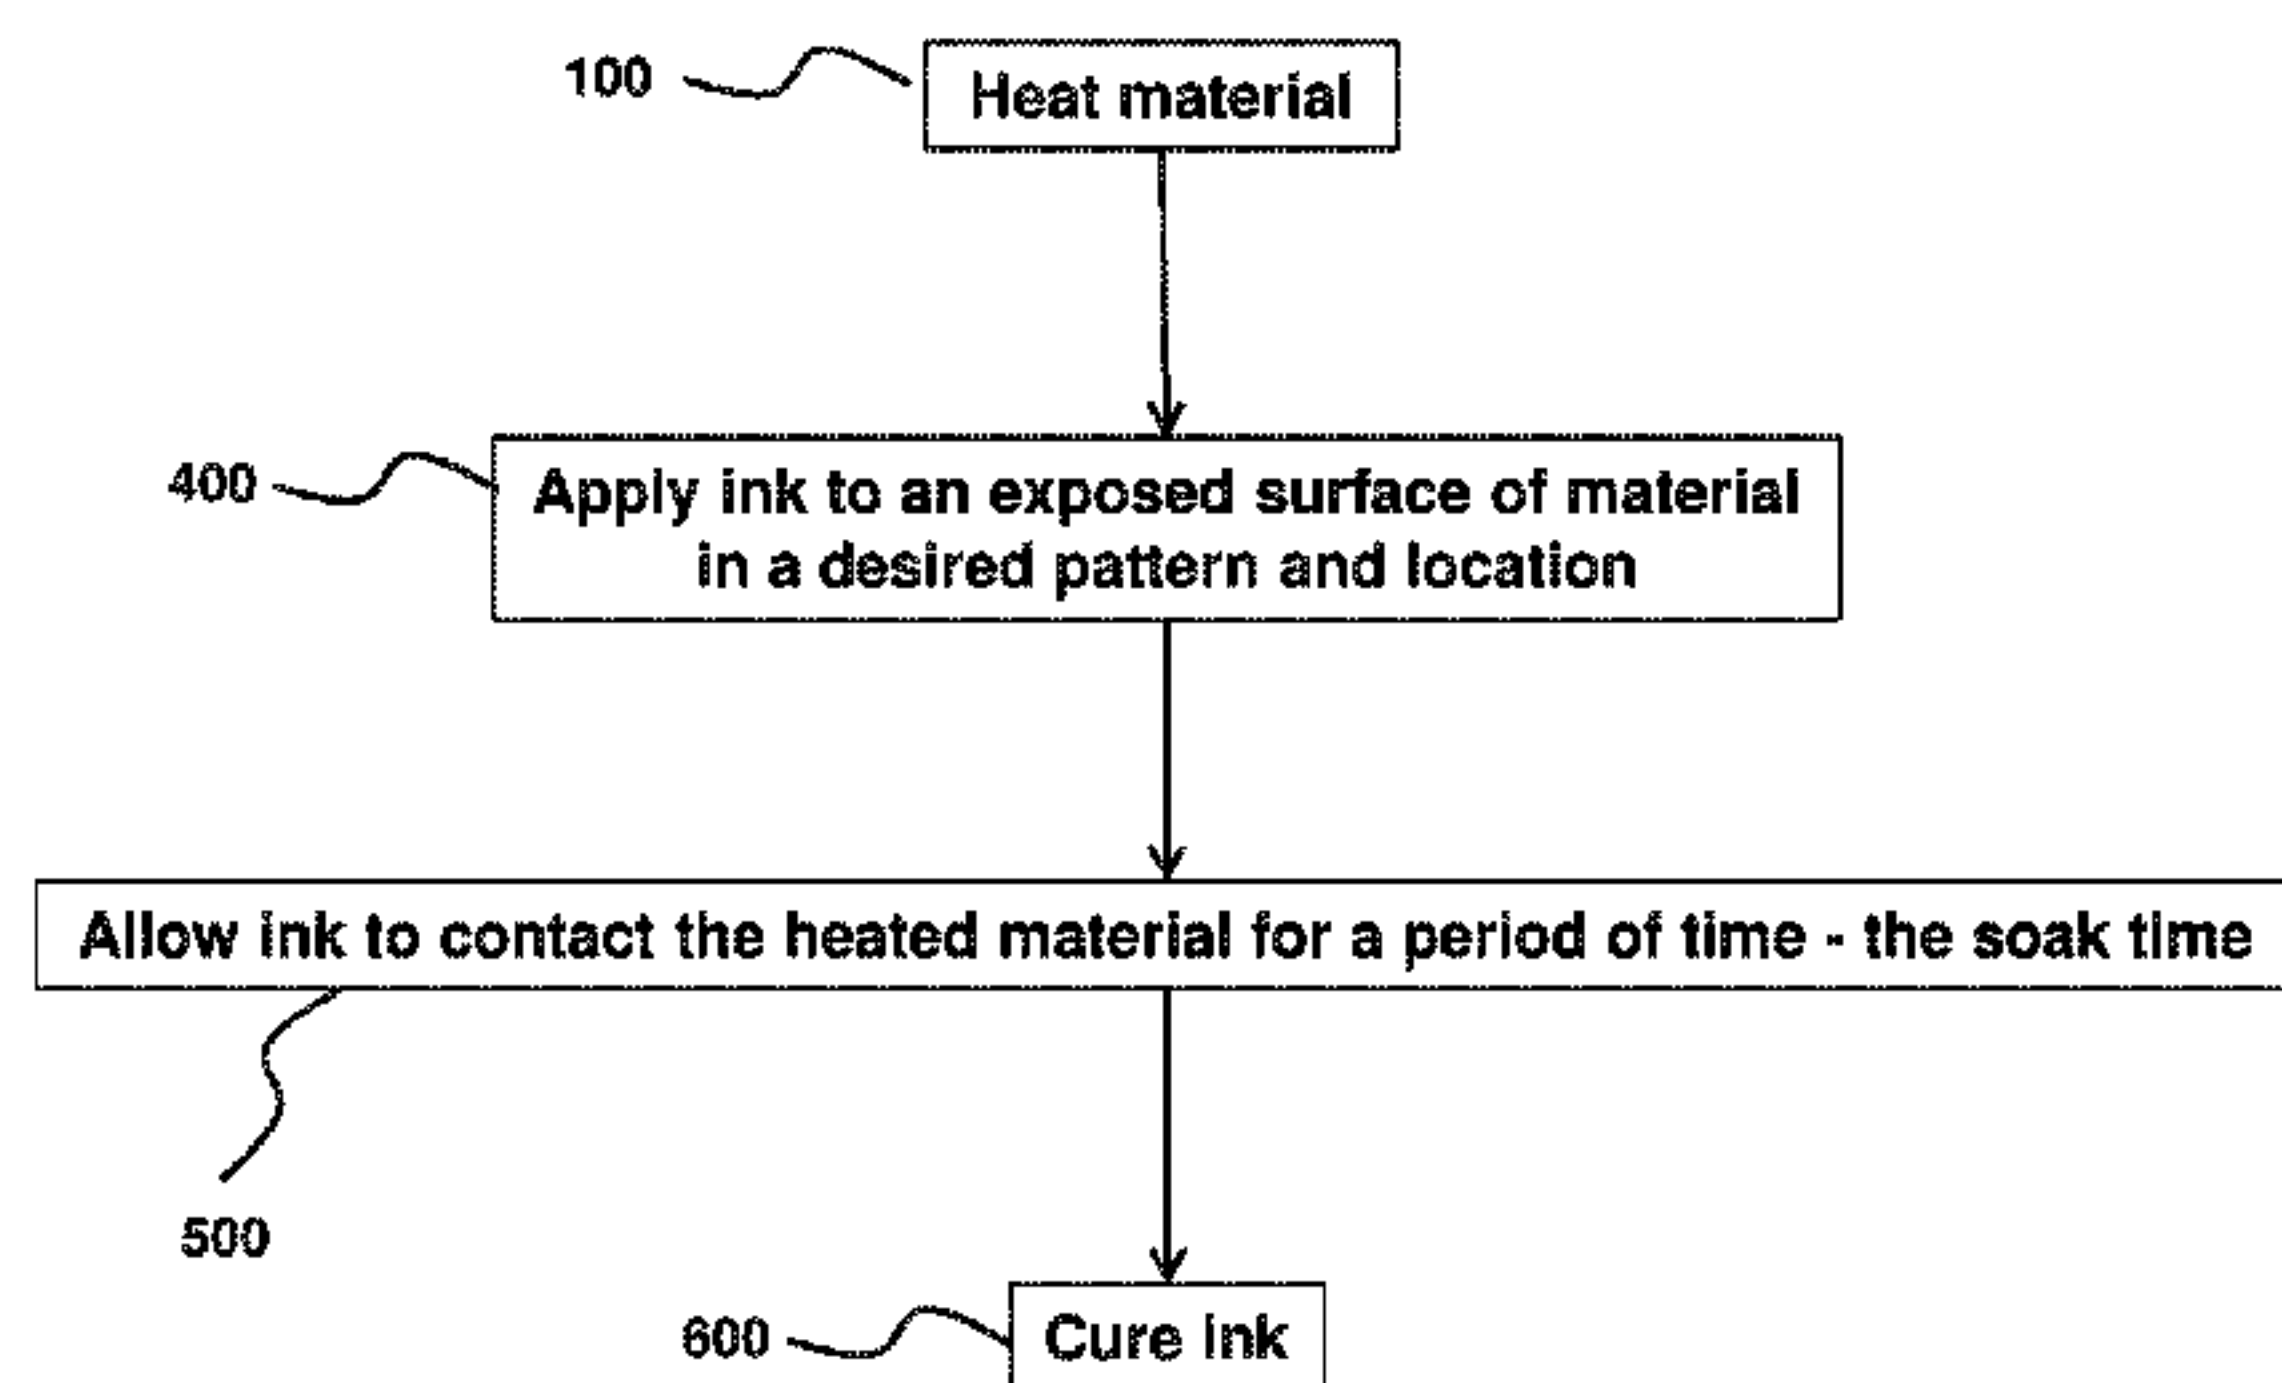 100
Heat material
400
Apply ink to an exposed surface of material
in a desired pattern and location
Allow ink to contact the heated material for a period of time - the soak time
500
600
Cure ink